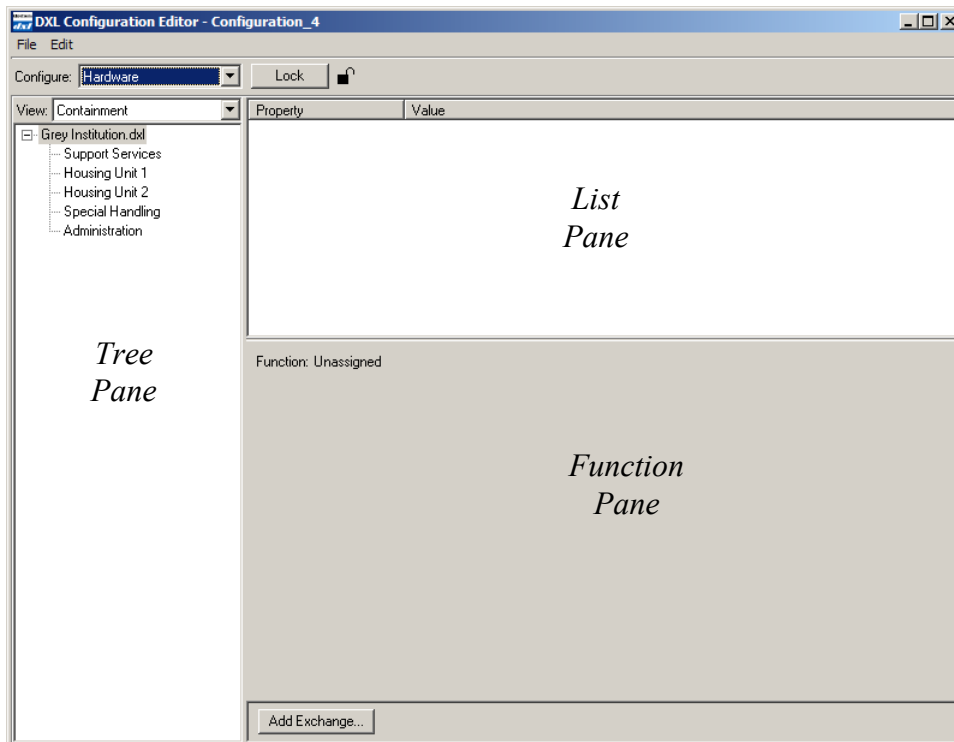 DXL Configuration Editor - Configuration_4
File Edit
Configure: Hardware Lock
View: Containment
Property Value
Grey Institution.dxl
Support Services
Housing Unit 1
Housing Unit 2
Special Handling
Administration
List
Pane
Tree
Pane
Function: Unassigned
Function
Pane
Add Exchange...